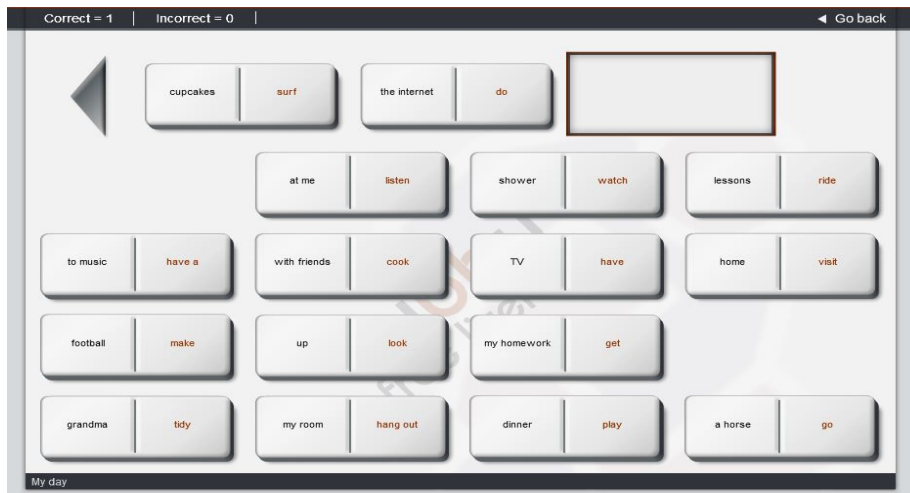 Correct = 1 | Incorrect = 0 | ◄ Go back
cupcakes surf the internet do
at me listen shower watch lessons ride
to music have a with friends cook TV have home visit
football make up look my homework get
grandma tidy my room hang out dinner play a horse go
My day